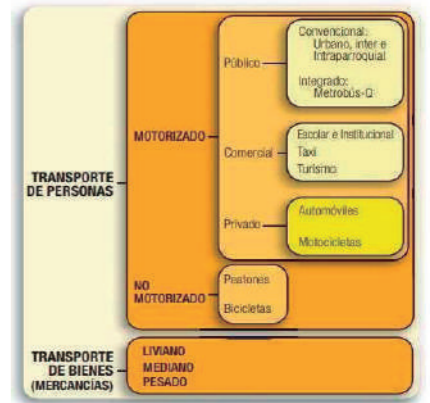 Convencional:
Urbano, inter e
Intraparroquial
Público
Integrado:
Metrobús-Q
MOTORIZADO
Escolar e Institucional
Comercial
Taxi
Turismo
TRANSPORTE
DE PERSONAS
Automóviles
Privado
Motocicletas
NO
MOTORIZADO
Peatones
Bicicletas
TRANSPORTE
DE BIENES
(MERCANCÍAS)
LIVIANO
MEDIANO
PESADO